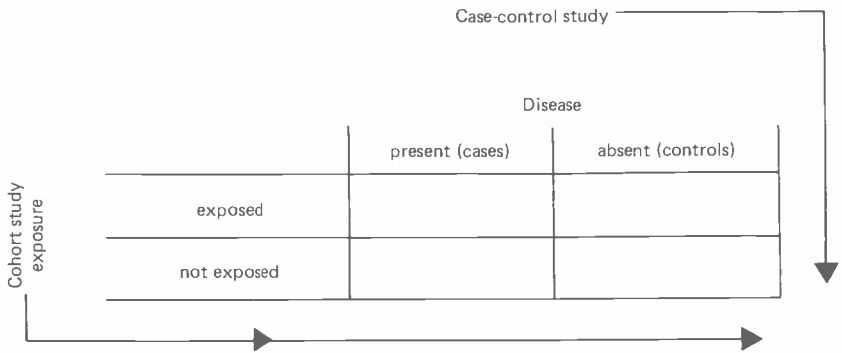 Case-control study
Disease
present (cases)
absent (controls)
Cohort study
exposure
exposed
not exposed